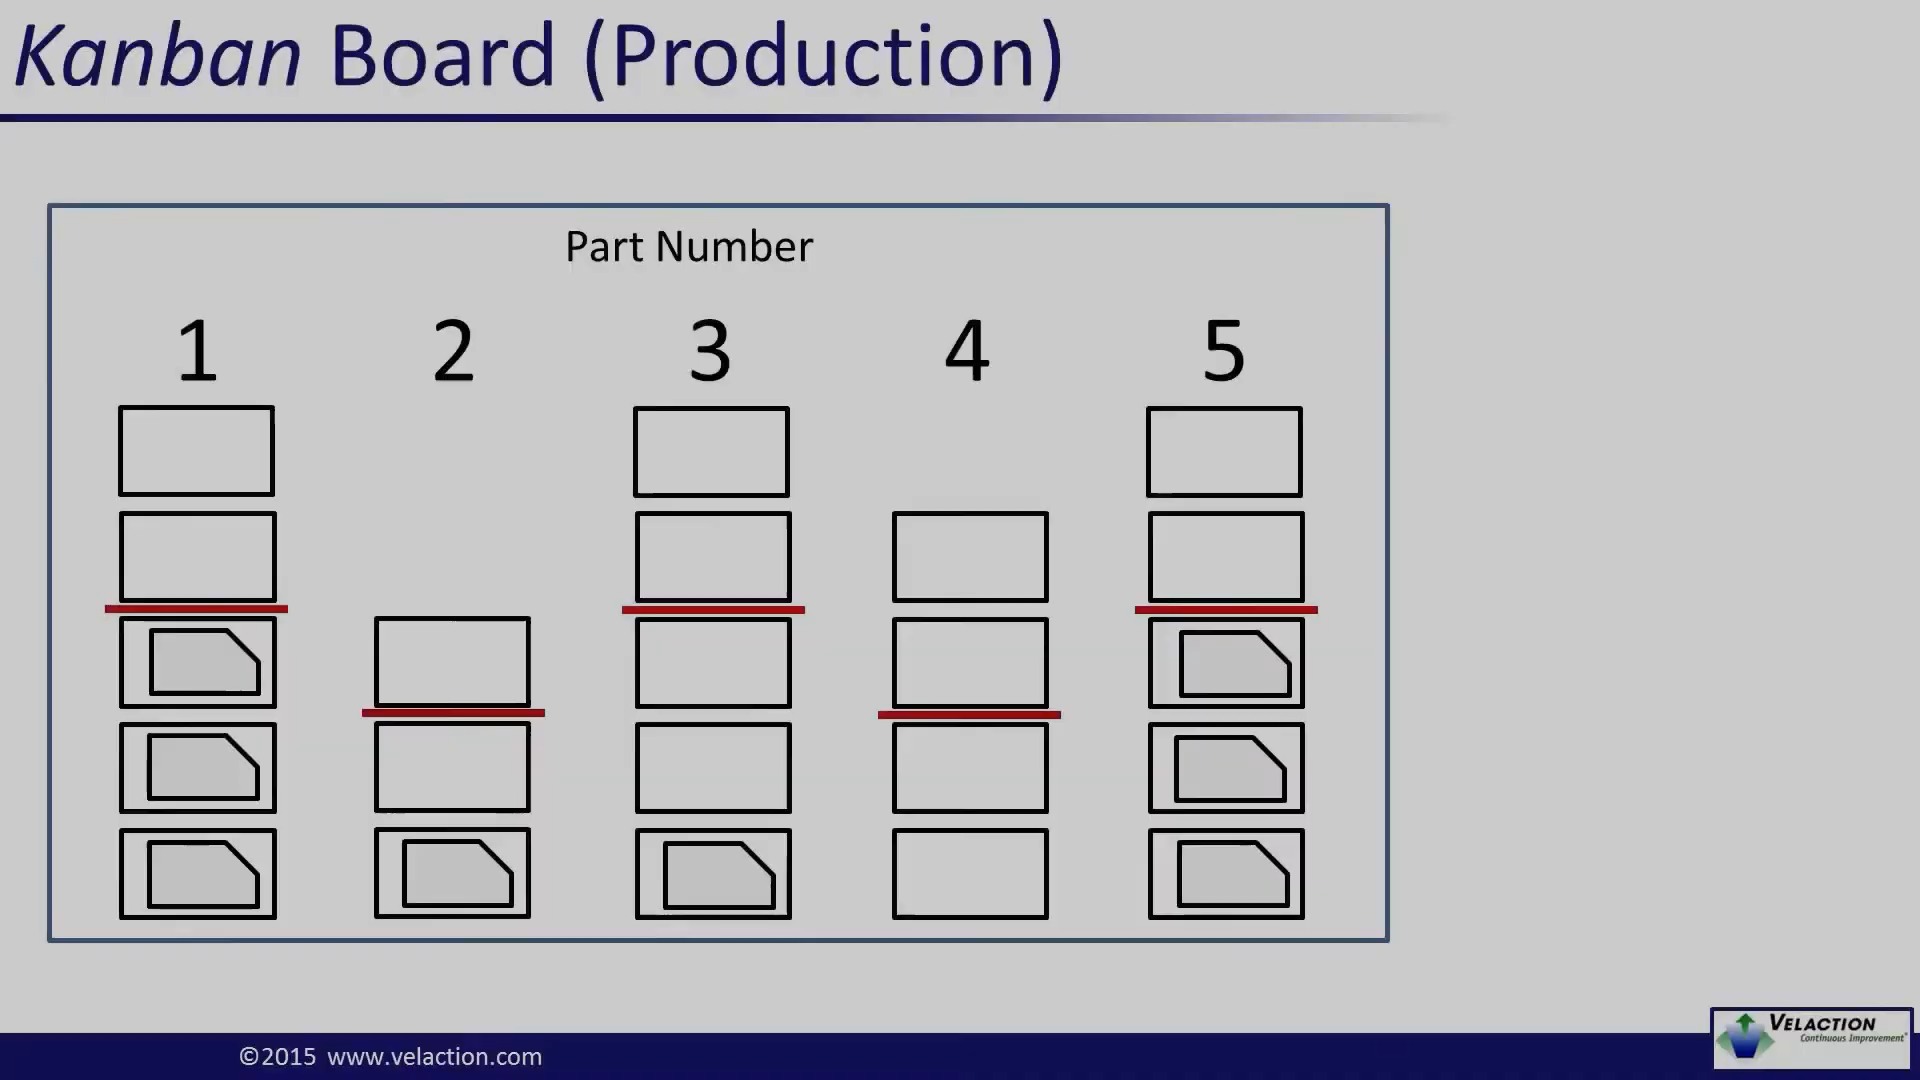 Kanban Board (Production)
Part Number
1 2 3 4 5
©2015 www.velaction.com
VELACTION
Continuous Improvement